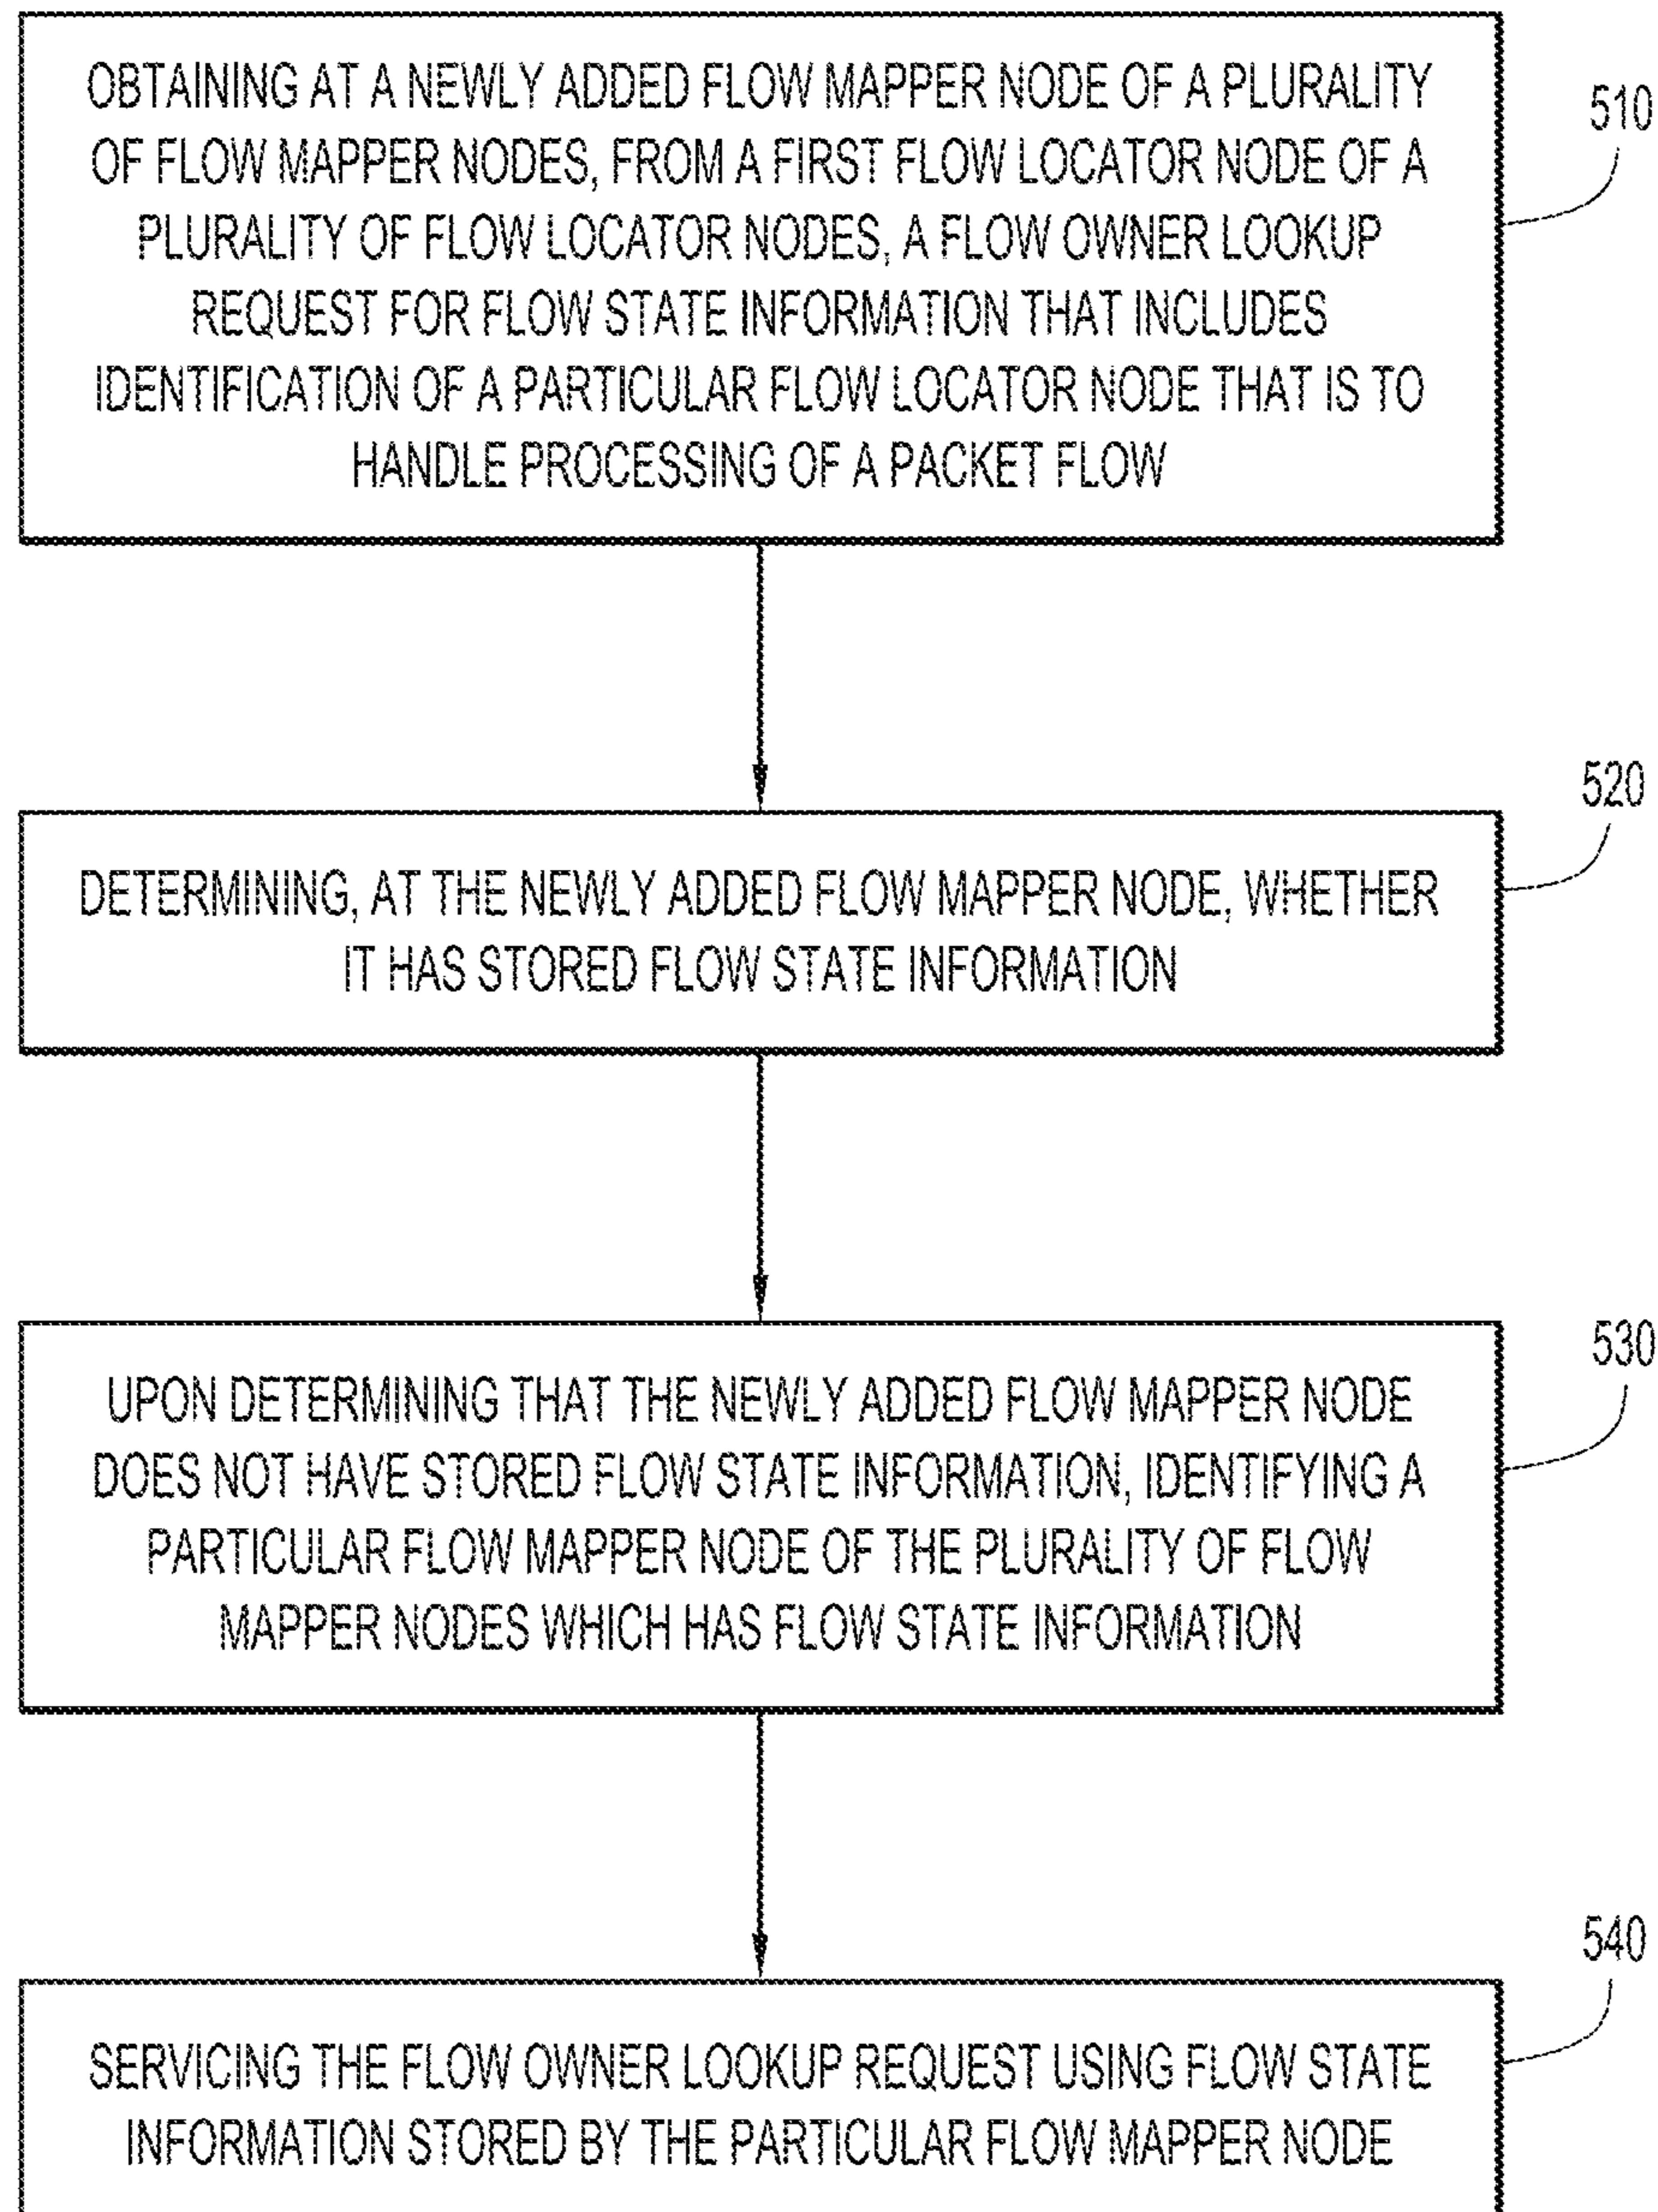 OBTAINING AT A NEWLY ADDED FLOW MAPPER NODE OF A PLURALITY
OF FLOW MAPPER NODES, FROM A FIRST FLOW LOCATOR NODE OF A
PLURALITY OF FLOW LOCATOR NODES, A FLOW OWNER LOOKUP
REQUEST FOR FLOW STATE INFORMATION THAT INCLUDES
IDENTIFICATION OF A PARTICULAR FLOW LOCATOR NODE THAT IS TO
HANDLE PROCESSING OF A PACKET FLOW
510
520
DETERMINING, AT THE NEWLY ADDED FLOW MAPPER NODE, WHETHER
IT HAS STORED FLOW STATE INFORMATION
530
UPON DETERMINING THAT THE NEWLY ADDED FLOW MAPPER NODE
DOES NOT HAVE STORED FLOW STATE INFORMATION, IDENTIFYING A
PARTICULAR FLOW MAPPER NODE OF THE PLURALITY OF FLOW
MAPPER NODES WHICH HAS FLOW STATE INFORMATION
540
SERVICING THE FLOW OWNER LOOKUP REQUEST USING FLOW STATE
INFORMATION STORED BY THE PARTICULAR FLOW MAPPER NODE